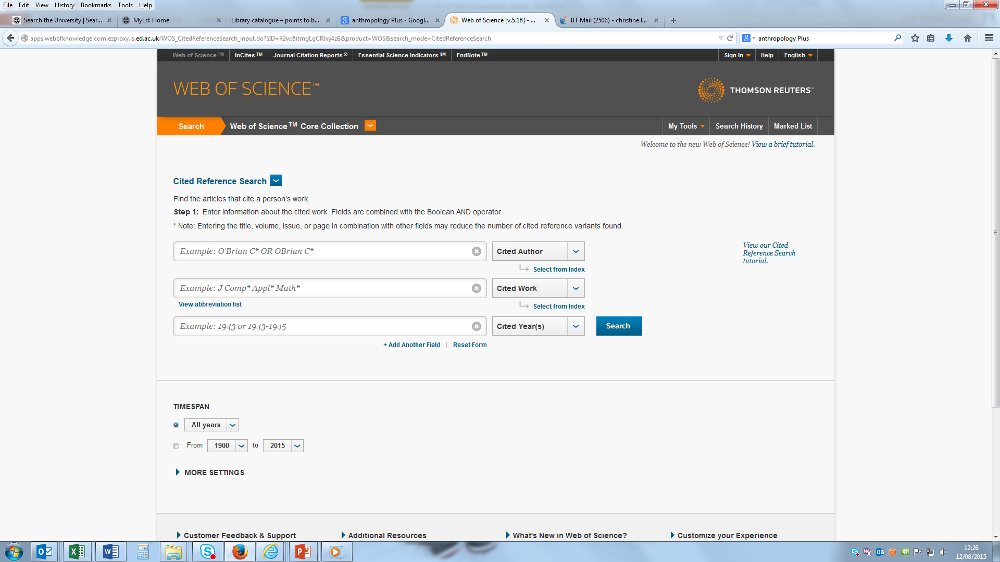 File Edit View History Bookmarks Tools Help
Search the University | Sear...
MyEd: Home
Library catalogue – points to b...
anthropology Plus - Googl...
Web of Science [v.5.18] - ...
BT Mail (2506) - christine.l...
apps.webofknowledge.com.ezproxy.is.ed.ac.uk/WOS_CitedReferenceSearch_input.do?SID=R2wJ8itmgLgCRJxy4zB&product=WOS&search_mode=CitedReferenceSearch
anthropology Plus
Web of Science™ InCites™ Journal Citation Reports® Essential Science Indicators℠ EndNote™
Sign In Help English
WEB OF SCIENCE™
THOMSON REUTERS™
Search
Web of Science™ Core Collection
My Tools Search History Marked List
Welcome to the new Web of Science! View a brief tutorial.
Cited Reference Search
Find the articles that cite a person's work.
Step 1: Enter information about the cited work. Fields are combined with the Boolean AND operator.
* Note: Entering the title, volume, issue, or page in combination with other fields may reduce the number of cited reference variants found.
Example: O'Brian C* OR OBrian C*
Cited Author
View our Cited
Reference Search
tutorial.
Select from Index
Example: J Comp* Appl* Math*
Cited Work
View abbreviation list
Select from Index
Example: 1943 or 1943-1945
Cited Year(s)
Search
+ Add Another Field | Reset Form
TIMESPAN
All years
From 1900 to 2015
MORE SETTINGS
Customer Feedback & Support
Additional Resources
What's New in Web of Science?
Customize your Experience
12:26
12/08/2015